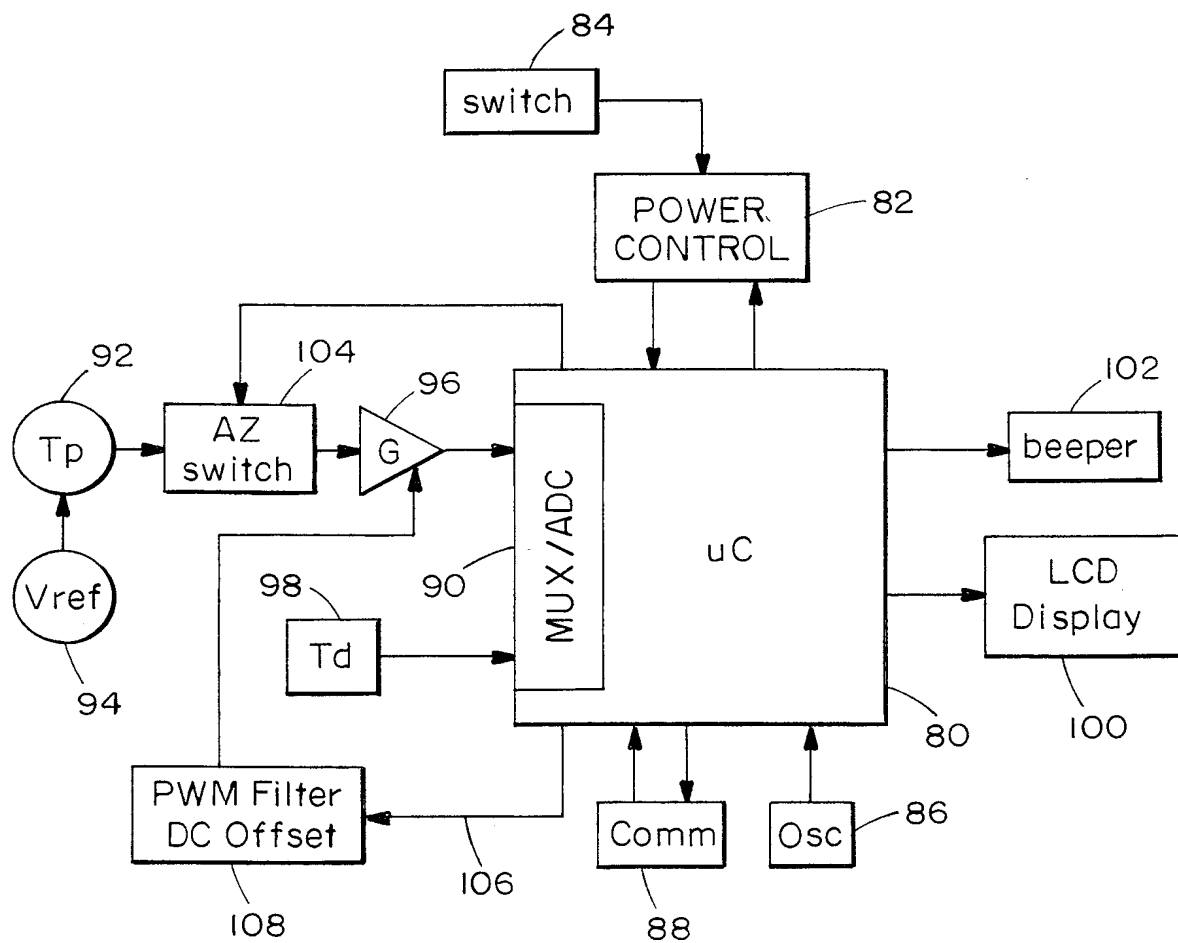 84
switch
POWER
CONTROL
82
92
104
96
102
Tp
AZ
switch
G
beeper
MUX/ADC
uC
90
98
Vref
Td
LCD
Display
94
80
100
PWM Filter
DC Offset
Comm
Osc
86
106
108
88